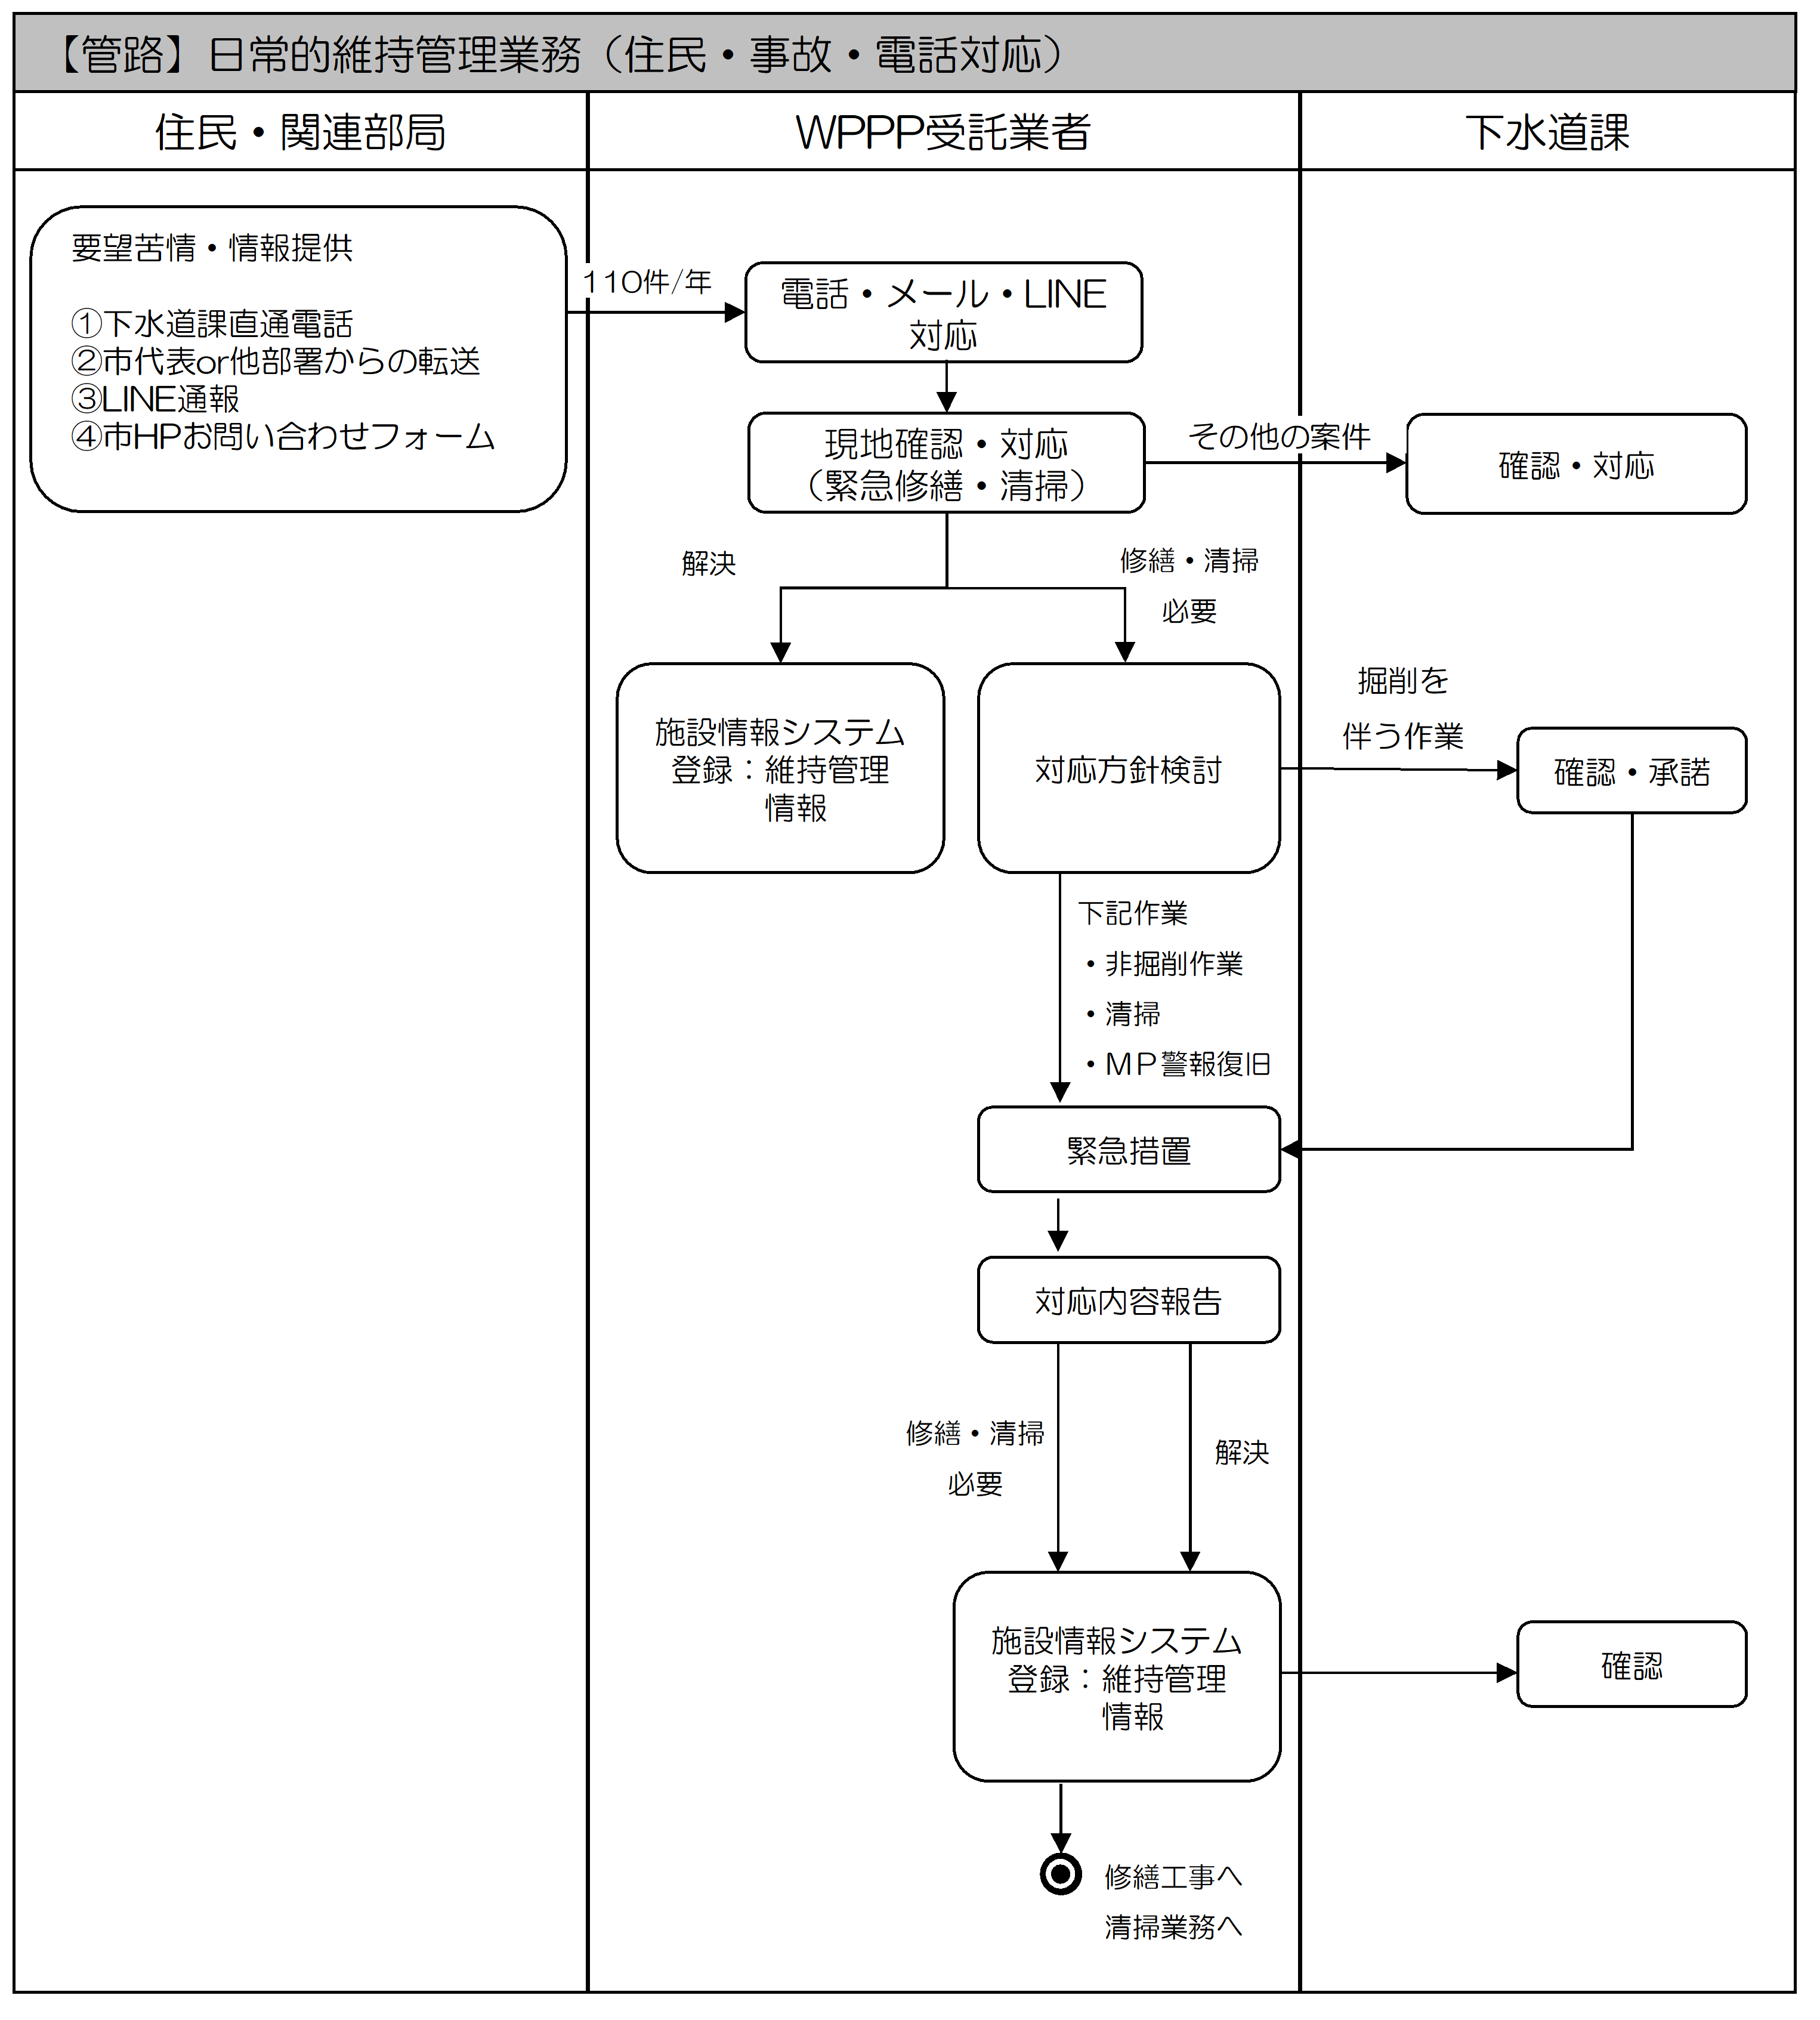 【管路】日常的維持管理業務（住民・事故・電話対応）
住民・関連部局
WPPP受託業者
下水道課
要望苦情・情報提供
①下水道課直通電話
②市代表or他部署からの転送
③LINE通報
④市HPお問い合わせフォーム
110件/年
電話・メール・LINE
対応
現地確認・対応
（緊急修繕・清掃）
その他の案件
確認・対応
解決
修繕・清掃
必要
施設情報システム
登録：維持管理
情報
対応方針検討
掘削を
伴う作業
確認・承諾
下記作業
・非掘削作業
・清掃
・ＭＰ警報復旧
緊急措置
対応内容報告
修繕・清掃
必要
解決
施設情報システム
登録：維持管理
情報
確認
修繕工事へ
清掃業務へ